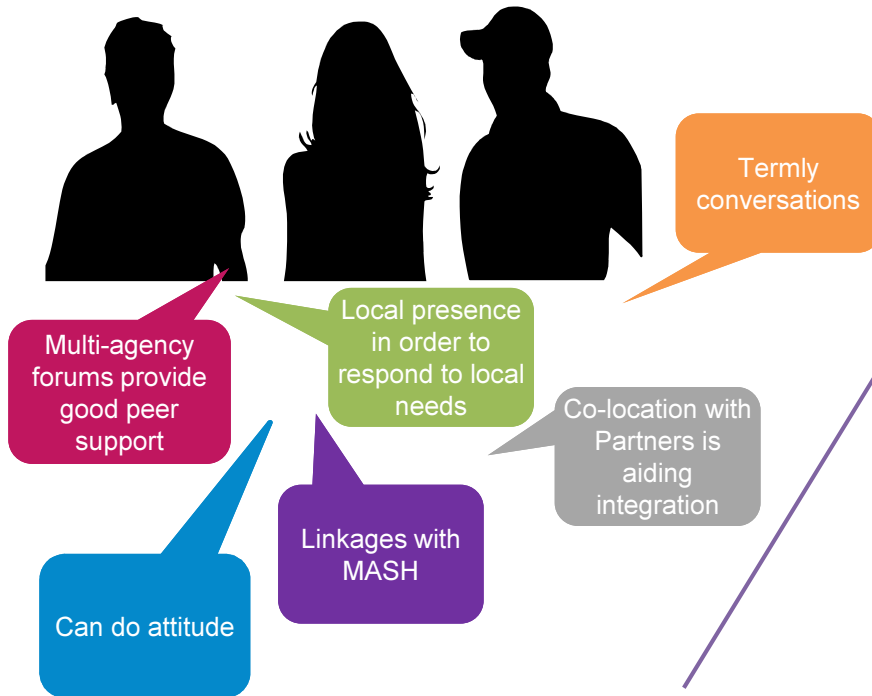 Termly
conversations
Local presence
in order to
respond to local
needs
Multi-agency
forums provide
good peer
support
Co-location with
Partners is
aiding
integration
Linkages with
MASH
Can do attitude